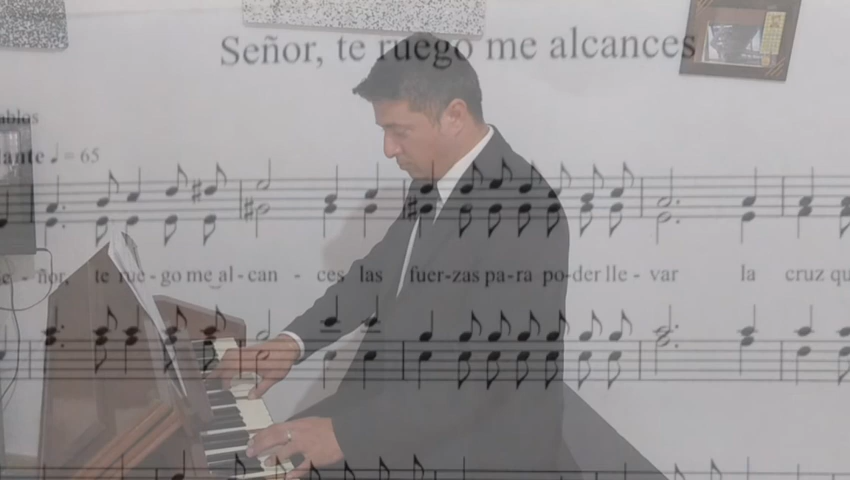 Señor, te ruego me alcances
ante ♩ = 65
ñor, te rue - go me al - can - ces las fuer - zas pa - ra po - der lle - var la cruz